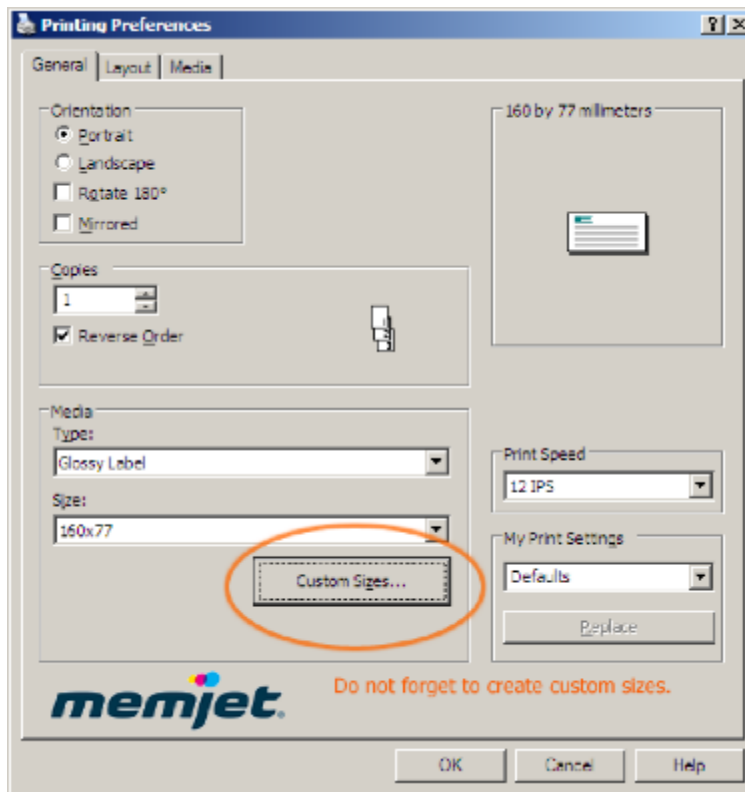 Printing Preferences
General Layout Media
Orientation
Portrait
Landscape
Rotate 180°
Mirrored
160 by 77 millimeters
Copies
1
Reverse Order
Media
Type:
Glossy Label
Size:
160x77
Custom Sizes...
Print Speed
12 IPS
My Print Settings
Defaults
Replace
memjet.
Do not forget to create custom sizes.
OK Cancel Help